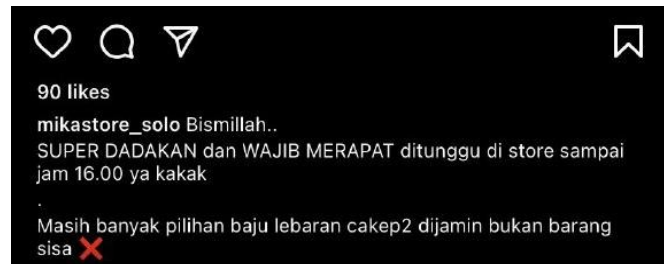 90 likes
mikastore_solo Bismillah..
SUPER DADAKAN dan WAJIB MERAPAT ditunggu di store sampai
jam 16.00 ya kakak
.
Masih banyak pilihan baju lebaran cakep2 dijamin bukan barang
sisa ❌